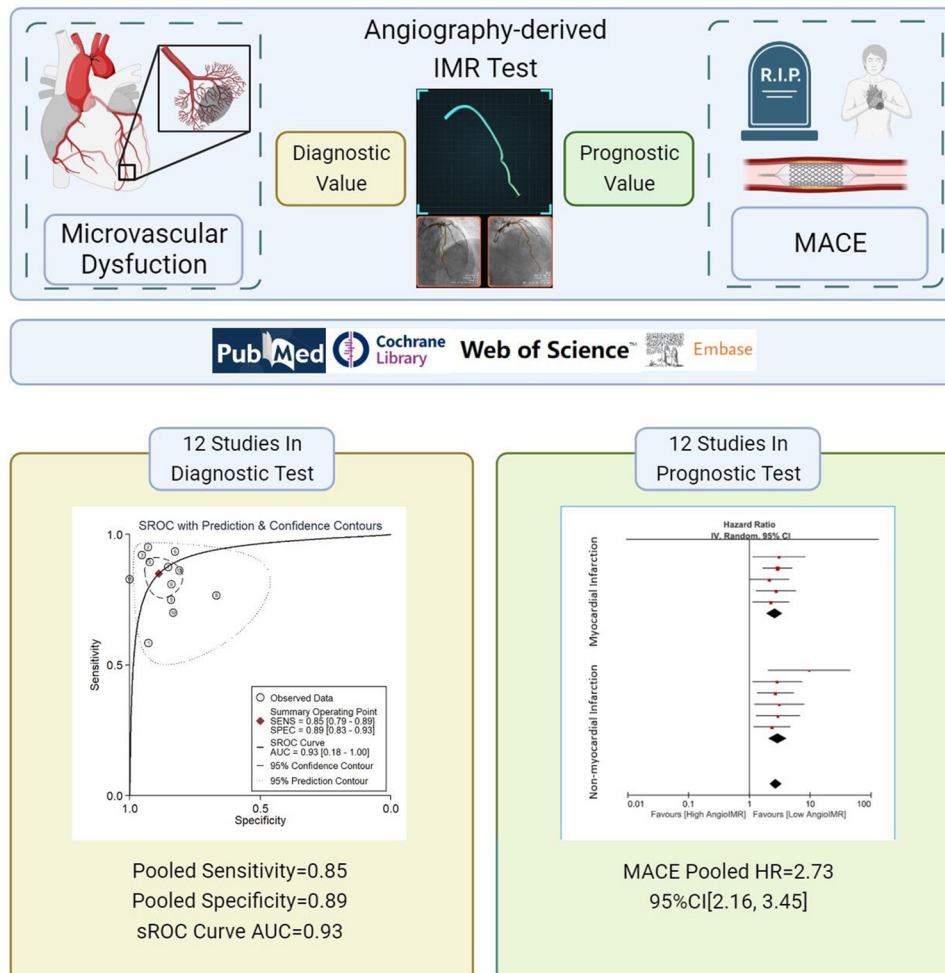 Angiography-derived
IMR Test
R.I.P.
Diagnostic
Value
Prognostic
Value
Microvascular
Dysfuction
MACE
PubMed
Cochrane
Library
Web of Science™
Embase
12 Studies In
Diagnostic Test
SROC with Prediction & Confidence Contours
1.0
0.5
0.0
Sensitivity
1.0
0.5
0.0
Specificity
Observed Data
Summary Operating Point
SENS = 0.85 [0.79 - 0.89]
SPEC = 0.89 [0.83 - 0.93]
SROC Curve
AUC = 0.93 [0.18 - 1.00]
95% Confidence Contour
95% Prediction Contour
Pooled Sensitivity=0.85
Pooled Specificity=0.89
sROC Curve AUC=0.93
12 Studies In
Prognostic Test
Hazard Ratio
IV, Random, 95% CI
Myocardial Infarction
Non-myocardial Infarction
0.01 0.1 1 10 100
Favours [High AngioIMR] Favours [Low AngioIMR]
MACE Pooled HR=2.73
95%CI[2.16, 3.45]